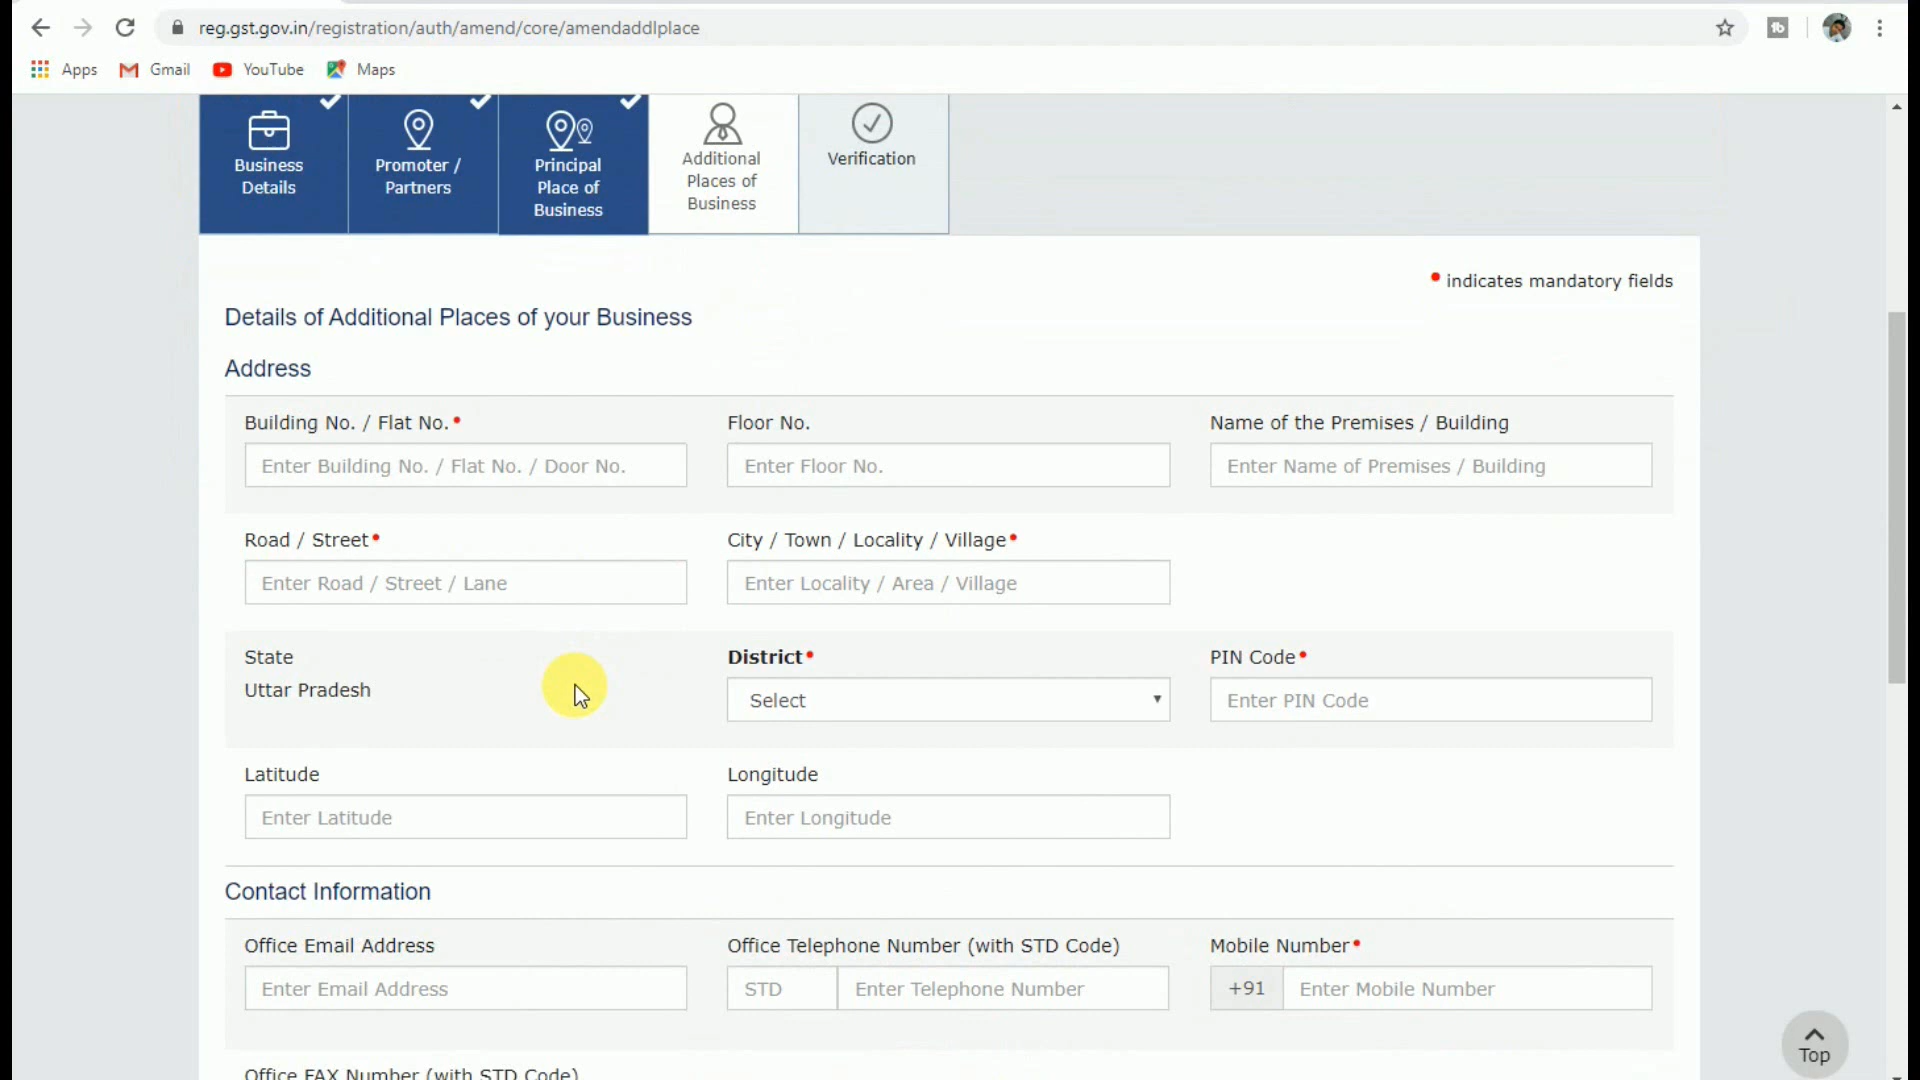 reg.gst.gov.in/registration/auth/amend/core/amendaddlplace
Apps Gmail YouTube Maps
Business Details
Promoter / Partners
Principal Place of Business
Additional Places of Business
Verification
• indicates mandatory fields
Details of Additional Places of your Business
Address
Building No. / Flat No.• Floor No. Name of the Premises / Building
Enter Building No. / Flat No. / Door No. Enter Floor No. Enter Name of Premises / Building
Road / Street• City / Town / Locality / Village•
Enter Road / Street / Lane Enter Locality / Area / Village
State District• PIN Code•
Uttar Pradesh Select Enter PIN Code
Latitude Longitude
Enter Latitude Enter Longitude
Contact Information
Office Email Address Office Telephone Number (with STD Code) Mobile Number•
Enter Email Address STD Enter Telephone Number +91 Enter Mobile Number
Top
Office FAX Number (with STD Code)